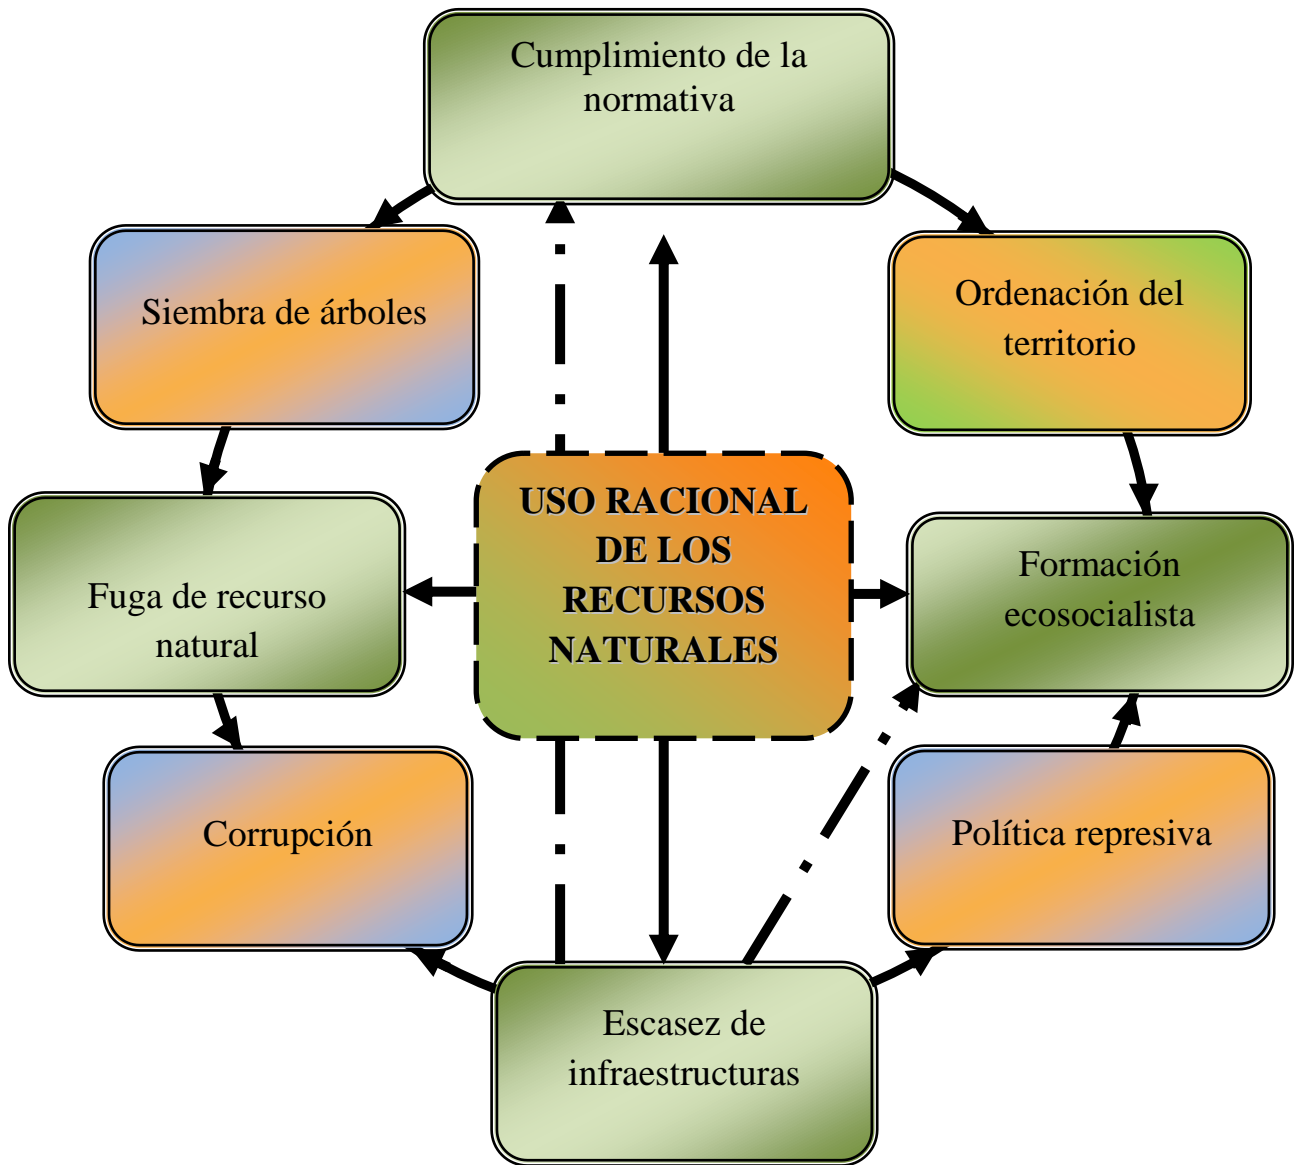 Cumplimiento de la
normativa
Siembra de árboles
Ordenación del
territorio
USO RACIONAL
DE LOS
RECURSOS
NATURALES
Fuga de recurso
natural
Formación
ecosocialista
Corrupción
Política represiva
Escasez de
infraestructuras